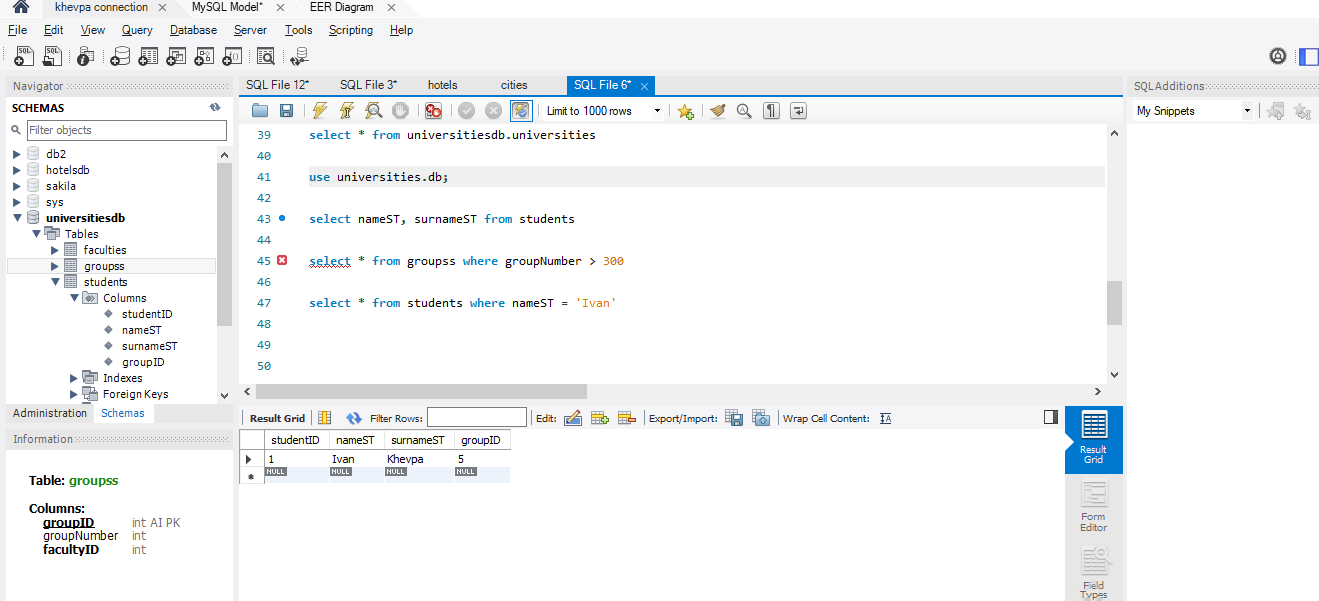 khevpa connection
MySQL Model*
EER Diagram
File Edit View Query Database Server Tools Scripting Help
Navigator
SCHEMAS
Filter objects
db2
hotelsdb
sakila
sys
universitiesdb
Tables
faculties
groupss
students
Columns
studentID
nameST
surnameST
groupID
Indexes
Foreign Keys
Administration Schemas
Information
Table: groupss
Columns:
groupID int AI PK
groupNumber int
facultyID int
SQL File 12* SQL File 3* hotels cities SQL File 6*
Limit to 1000 rows
39 select * from universitiesdb.universities
40
41 use universities.db;
42
43 select nameST, surnameST from students
44
45 select * from groupss where groupNumber > 300
46
47 select * from students where nameST = 'Ivan'
48
49
50
Result Grid Filter Rows: Edit: Export/Import: Wrap Cell Content:
studentID nameST surnameST groupID
1 Ivan Khevpa 5
NULL NULL NULL NULL
Result
Grid
Form
Editor
Field
Types
SQLAdditions
My Snippets